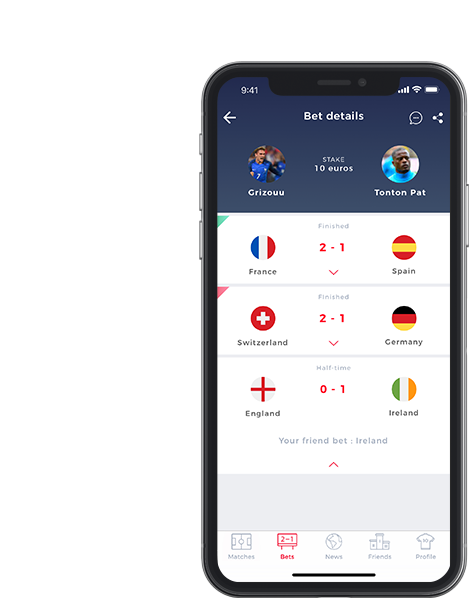 9:41
Bet details
STAKE
10 euros
Grizouu
Tonton Pat
Finished
2 - 1
France
Spain
Finished
2 - 1
Switzerland
Germany
Half-time
0 - 1
England
Ireland
Your friend bet : Ireland
2-1
Matches
Bets
News
Friends
Profile